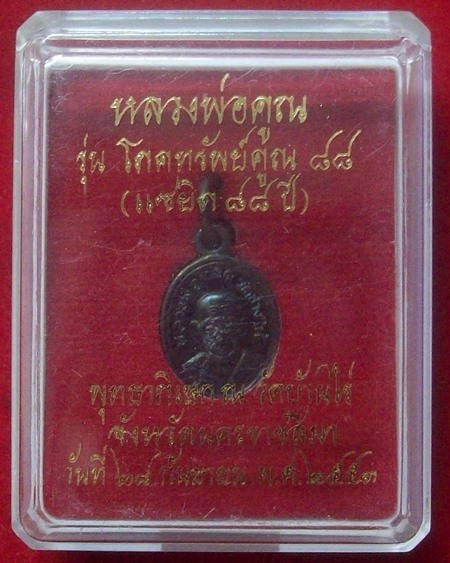 หลวงพ่อคูณ
รุ่น โภคทรัพย์คูณ ๘๘
(แซยิด ๘๘ ปี)
พุทธาภิเษก ณ วัดบ้านไร่
จังหวัดนครราชสีมา
วันที่ ๒๘ กันยายน พ.ศ. ๒๕๕๓